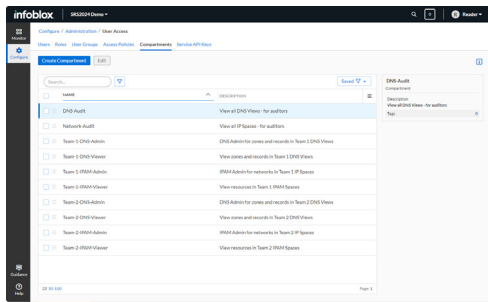 infoblox SRS2024 Demo Reader
Monitor
Configure / Administration / User Access
Configure
Users Roles User Groups Access Policies Compartments Service API Keys
Create Compartment Edit
Search... Saved
NAME DESCRIPTION
DNS-Audit View all DNS Views - for auditors
Network-Audit View all IP Spaces - for auditors
Team-1-DNS-Admin DNS Admin for zones and records in Team 1 DNS Views
Team-1-DNS-Viewer View zones and records in Team 1 DNS Views
Team-1-IPAM-Admin IPAM Admin for networks in Team 1 IP Spaces
Team-1-IPAM-Viewer View resources in Team 1 IPAM Spaces
Team-2-DNS-Admin DNS Admin for zones and records in Team 2 DNS Views
Team-2-DNS-Viewer View zones and records in Team 2 DNS Views
Team-2-IPAM-Admin IPAM Admin for networks in Team 2 IP Spaces
Team-2-IPAM-Viewer View resources in Team 2 IPAM Spaces
DNS-Audit
Compartment
Description
View all DNS Views - for auditors
Tags
Guidance
Help
25 50 100 Page 1